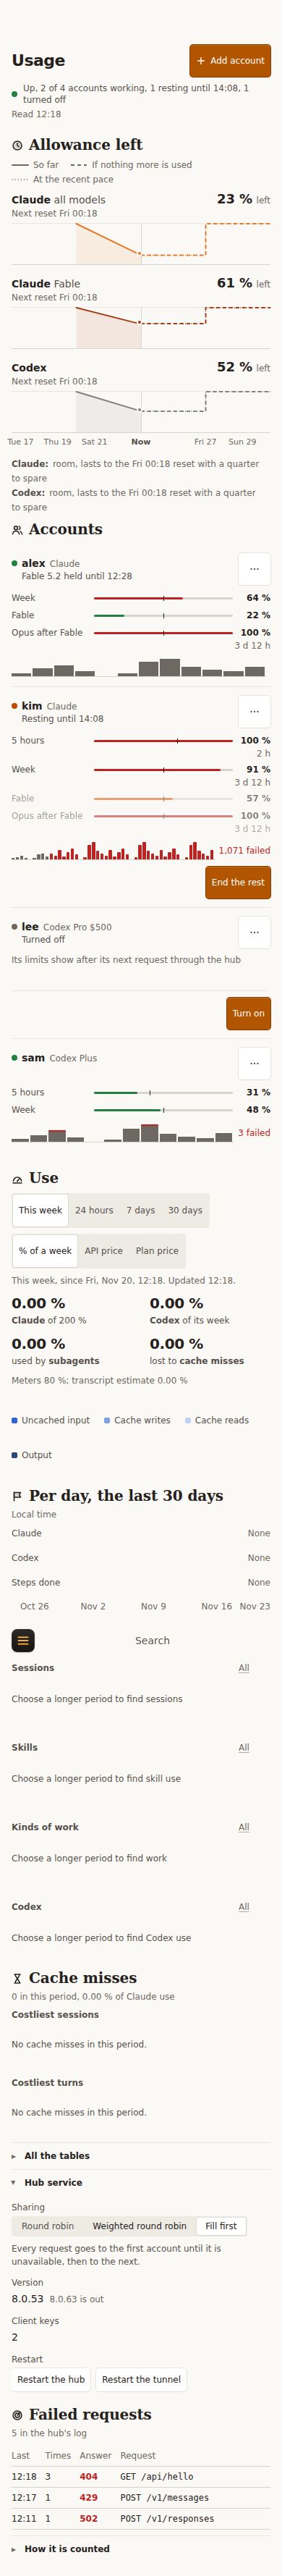 Usage
+ Add account
Up, 2 of 4 accounts working, 1 resting until 14:08, 1
turned off
Read 12:18
Allowance left
So far
If nothing more is used
At the recent pace
Claude all models
23 % left
Next reset Fri 00:18
Claude Fable
61 % left
Next reset Fri 00:18
Codex
52 % left
Next reset Fri 00:18
Tue 17 Thu 19 Sat 21 Now Fri 27 Sun 29
Claude: room, lasts to the Fri 00:18 reset with a quarter
to spare
Codex: room, lasts to the Fri 00:18 reset with a quarter
to spare
Accounts
alex Claude
Fable 5.2 held until 12:28
...
Week 64 %
Fable 22 %
Opus after Fable 100 %
3 d 12 h
kim Claude
Resting until 14:08
...
5 hours 100 %
2 h
Week 91 %
3 d 12 h
Fable 57 %
Opus after Fable 100 %
3 d 12 h
1,071 failed
End the rest
lee Codex Pro $500
Turned off
...
Its limits show after its next request through the hub
Turn on
sam Codex Plus
...
5 hours 31 %
Week 48 %
3 failed
Use
This week 24 hours 7 days 30 days
% of a week API price Plan price
This week, since Fri, Nov 20, 12:18. Updated 12:18.
0.00 % 0.00 %
Claude of 200 % Codex of its week
0.00 % 0.00 %
used by subagents lost to cache misses
Meters 80 %; transcript estimate 0.00 %
Uncached input Cache writes Cache reads
Output
Per day, the last 30 days
Local time
Claude None
Codex None
Steps done None
Oct 26 Nov 2 Nov 9 Nov 16 Nov 23
Search
Sessions All
Choose a longer period to find sessions
Skills All
Choose a longer period to find skill use
Kinds of work All
Choose a longer period to find work
Codex All
Choose a longer period to find Codex use
Cache misses
0 in this period, 0.00 % of Claude use
Costliest sessions
No cache misses in this period.
Costliest turns
No cache misses in this period.
All the tables
Hub service
Sharing
Round robin Weighted round robin Fill first
Every request goes to the first account until it is
unavailable, then to the next.
Version
8.0.53 8.0.63 is out
Client keys
2
Restart
Restart the hub Restart the tunnel
Failed requests
5 in the hub's log
Last Times Answer Request
12:18 3 404 GET /api/hello
12:17 1 429 POST /v1/messages
12:11 1 502 POST /v1/responses
How it is counted